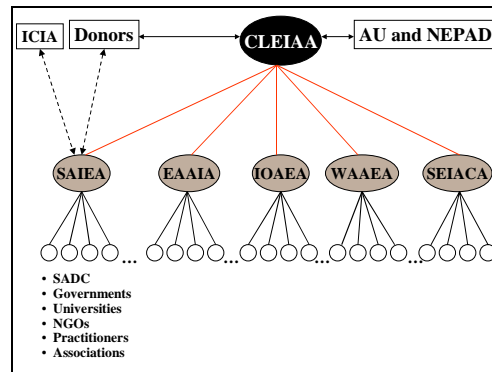 ICIA
Donors
CLEIAA
AU and NEPAD
SAIEA
EAAIA
IOAEA
WAAEA
SEIACA
... ... ... ... ...
• SADC
• Governments
• Universities
• NGOs
• Practitioners
• Associations